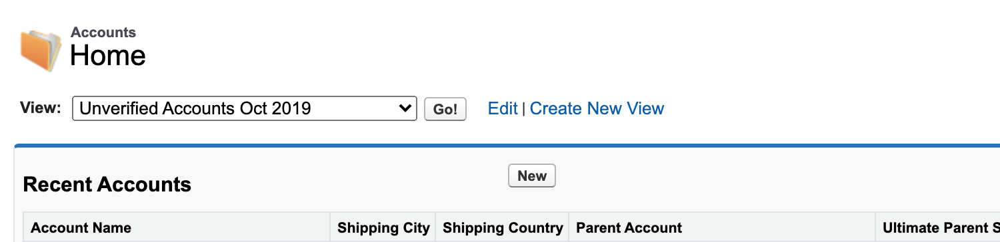 Accounts
Home
View: Unverified Accounts Oct 2019 Go! Edit | Create New View
Recent Accounts New
Account Name Shipping City Shipping Country Parent Account Ultimate Parent S